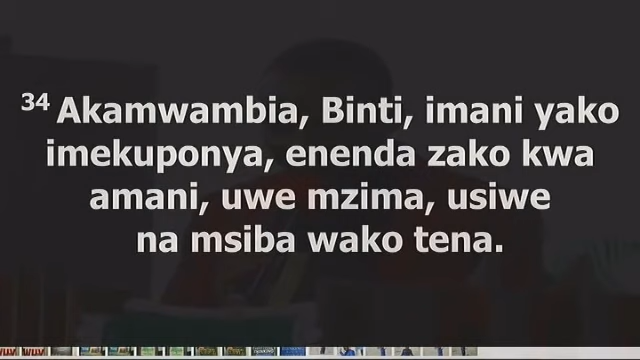 34 Akamwambia, Binti, imani yako
imekuponya, enenda zako kwa
amani, uwe mzima, usiwe
na msiba wako tena.